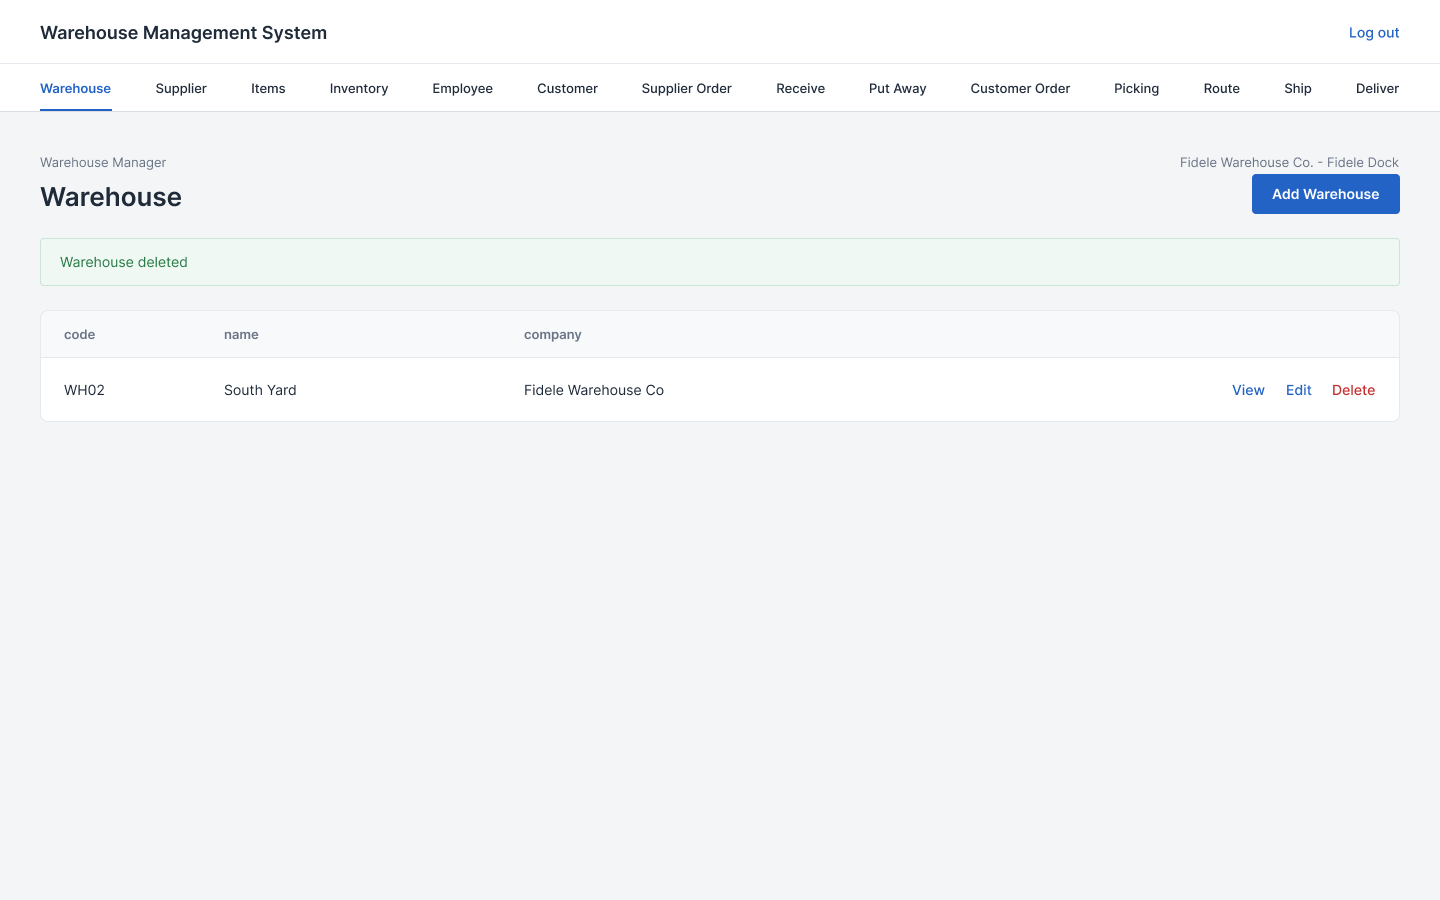 Warehouse Management System
Log out
Warehouse Supplier Items Inventory Employee Customer Supplier Order Receive Put Away Customer Order Picking Route Ship Deliver
Warehouse Manager
Fidele Warehouse Co. - Fidele Dock
Warehouse
Add Warehouse
Warehouse deleted
code name company
WH02 South Yard Fidele Warehouse Co View Edit Delete